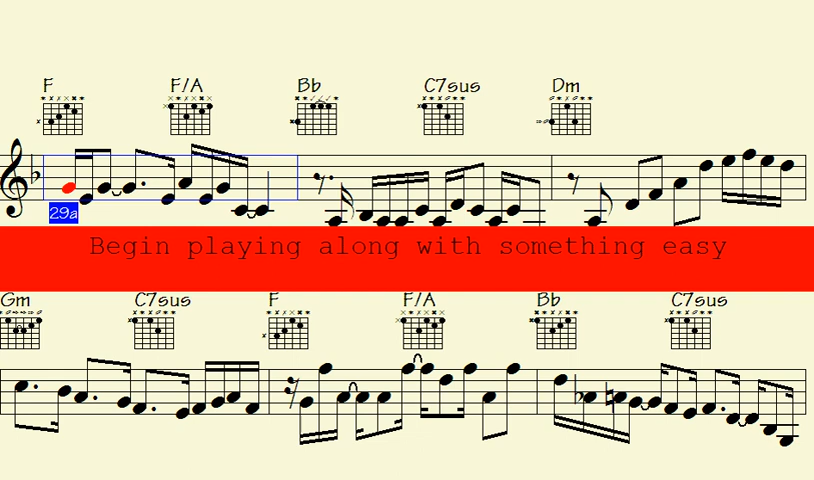 F F/A Bb C7sus Dm
29a
Begin playing along with something easy
Gm C7sus F F/A Bb C7sus